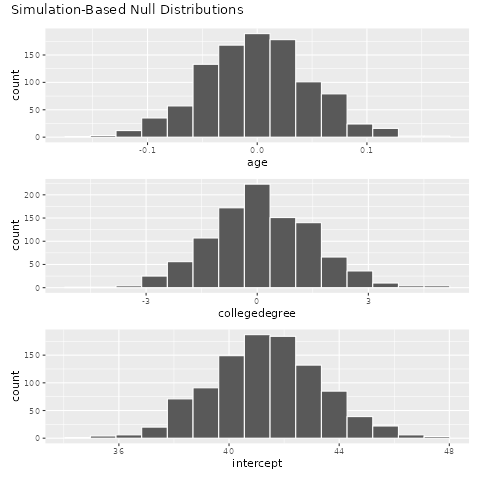 Simulation-Based Null Distributions
150
100
50
0
count
-0.1 0.0 0.1
age
200
150
100
50
0
count
-3 0 3
collegedegree
150
100
50
0
count
36 40 44 48
intercept